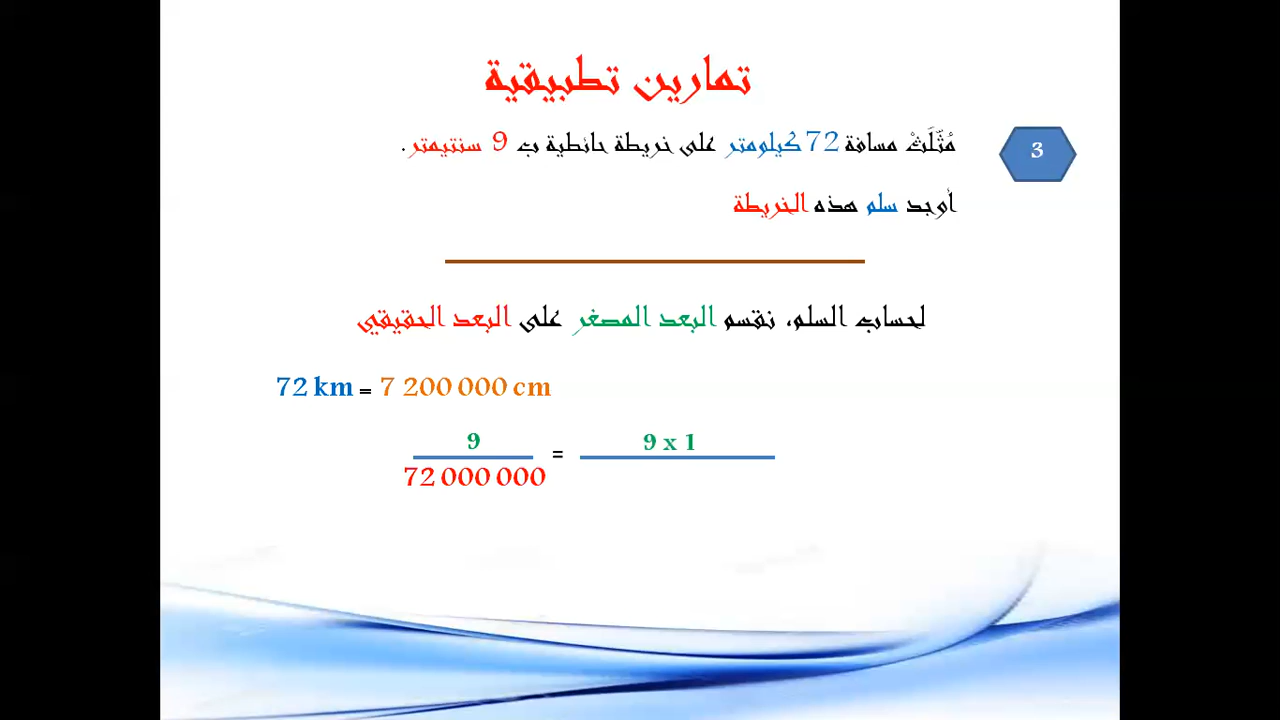 تمارين تطبيقية
3
مُثِّلَتْ مسافة 72 كيلومتر على خريطة حائطية ب 9 سنتيمتر.
أوجد سلم هذه الخريطة
لحساب السلم، نقسم البعد المصغر على البعد الحقيقي
72 km = 7 200 000 cm
9 = 9 x 1
72 000 000